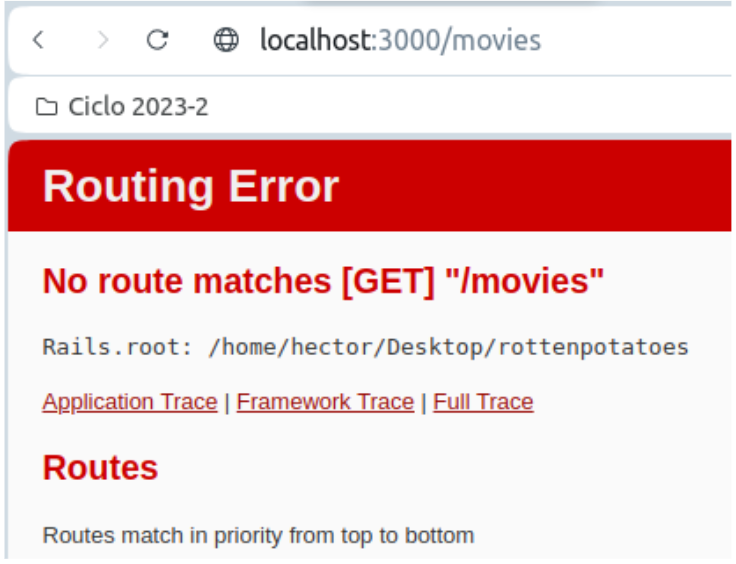 localhost:3000/movies
Ciclo 2023-2
Routing Error
No route matches [GET] "/movies"
Rails.root: /home/hector/Desktop/rottenpotatoes
Application Trace | Framework Trace | Full Trace
Routes
Routes match in priority from top to bottom